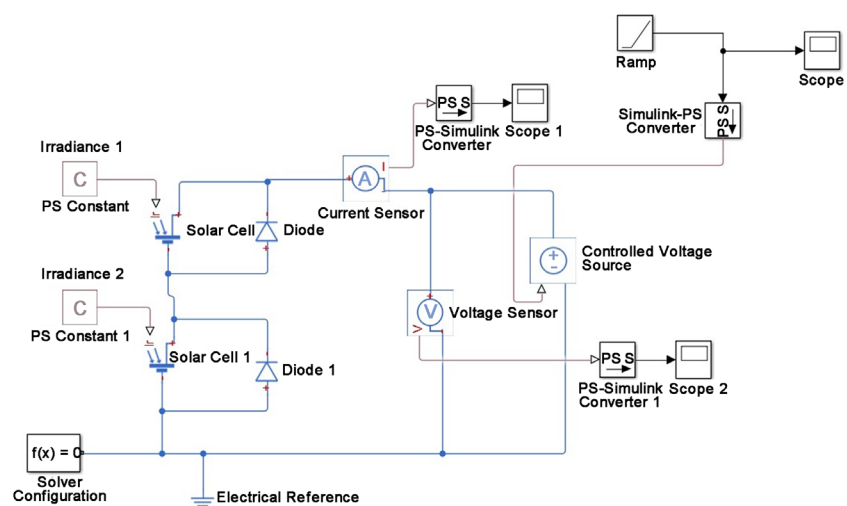 Ramp
Scope
Simulink-PS
Converter
PS S
PS S
PS-Simulink
Converter
Scope 1
Irradiance 1
C
PS Constant
Ir
+
Solar Cell
Diode
+
+
A
I
-
Current Sensor
+
-
Controlled Voltage
Source
Irradiance 2
C
PS Constant 1
Ir
+
Solar Cell 1
Diode 1
+
+
V
V
-
Voltage Sensor
PS S
PS-Simulink
Converter 1
Scope 2
f(x) = 0
Solver
Configuration
Electrical Reference